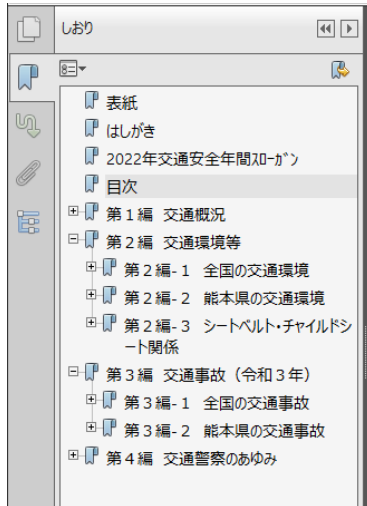 しおり
表紙
はしがき
2022年交通安全年間ｽﾛｰｶﾞﾝ
目次
第１編 交通概況
第２編 交通環境等
第２編-１ 全国の交通環境
第２編-２ 熊本県の交通環境
第２編-３ シートベルト・チャイルドシ
ート関係
第３編 交通事故（令和３年）
第３編-１ 全国の交通事故
第３編-２ 熊本県の交通事故
第４編 交通警察のあゆみ